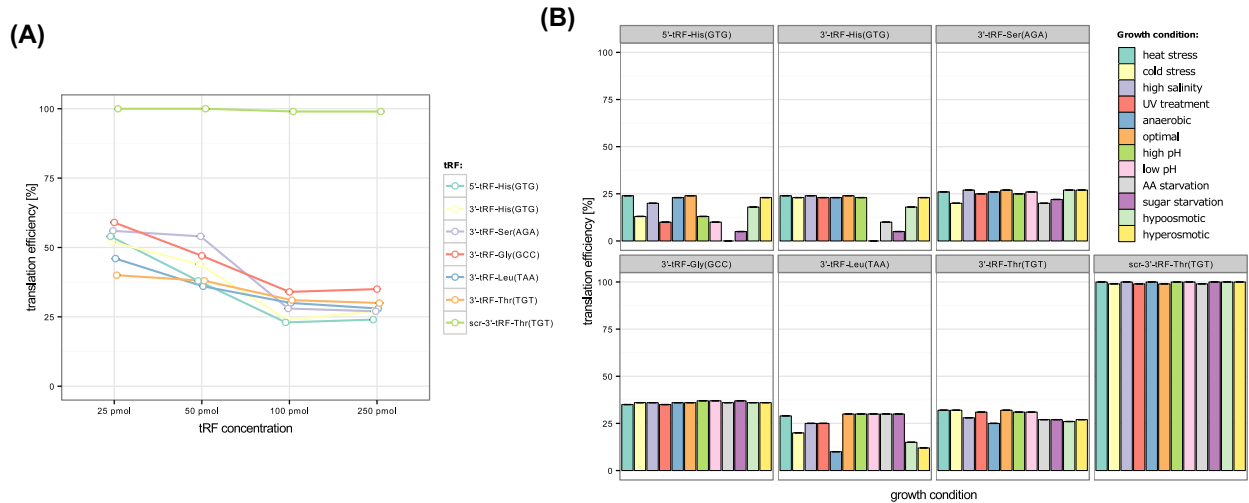 (A)
translation efficiency [%]
100
75
50
25
0
25 pmol 50 pmol 100 pmol 250 pmol
tRF concentration
tRF:
5'-tRF-His(GTG)
3'-tRF-His(GTG)
3'-tRF-Ser(AGA)
3'-tRF-Gly(GCC)
3'-tRF-Leu(TAA)
3'-tRF-Thr(TGT)
scr-3'-tRF-Thr(TGT)
(B)
translation efficiency [%]
5'-tRF-His(GTG) 3'-tRF-His(GTG) 3'-tRF-Ser(AGA)
100
75
50
25
0
3'-tRF-Gly(GCC) 3'-tRF-Leu(TAA) 3'-tRF-Thr(TGT) scr-3'-tRF-Thr(TGT)
100
75
50
25
0
growth condition
Growth condition:
heat stress
cold stress
high salinity
UV treatment
anaerobic
optimal
high pH
low pH
AA starvation
sugar starvation
hypoosmotic
hyperosmotic